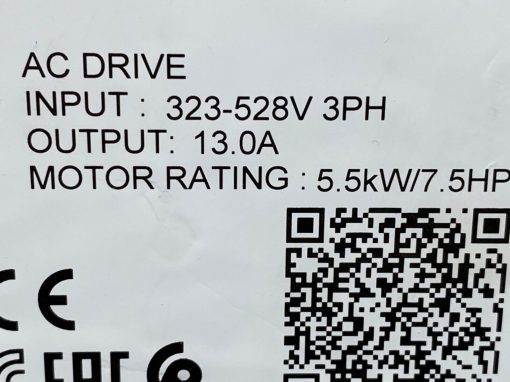 AC DRIVE
INPUT : 323-528V 3PH
OUTPUT: 13.0A
MOTOR RATING : 5.5kW/7.5HP
CE
EAC